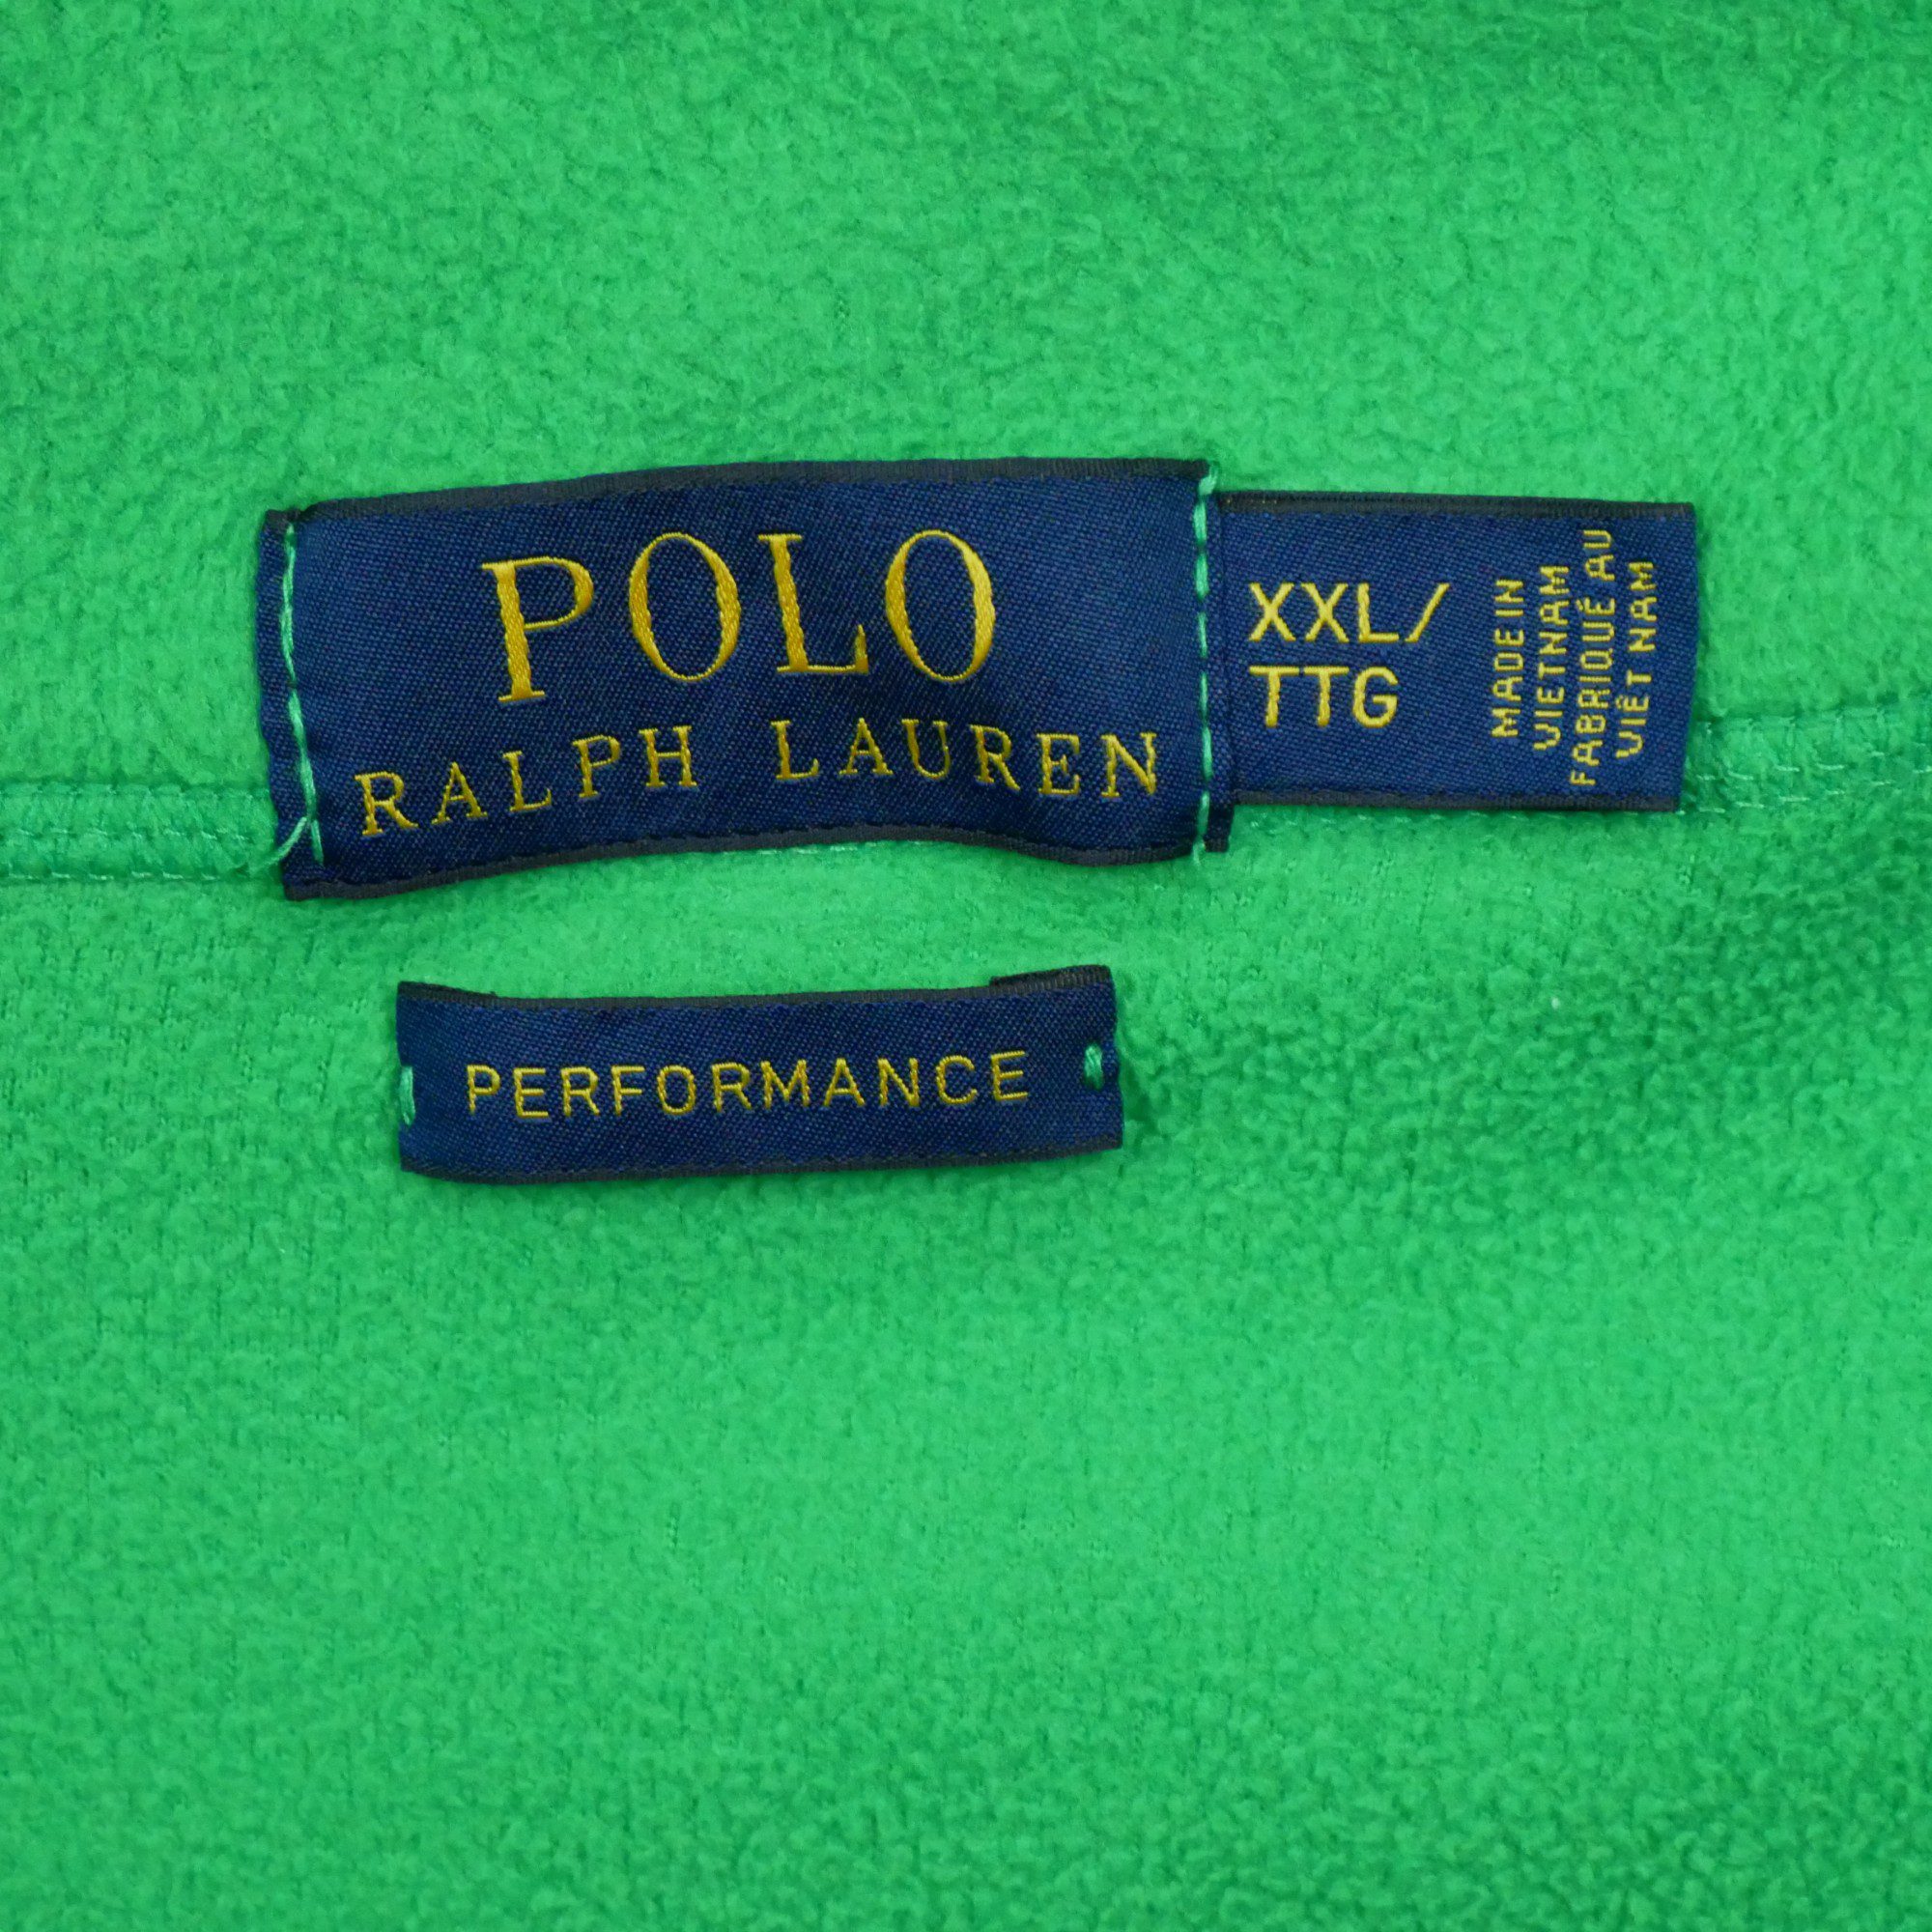 POLO
RALPH LAUREN
XXL/
TTG
MADE IN
VIETNAM
FABRIQUÉ AU
VIÊT NAM
PERFORMANCE